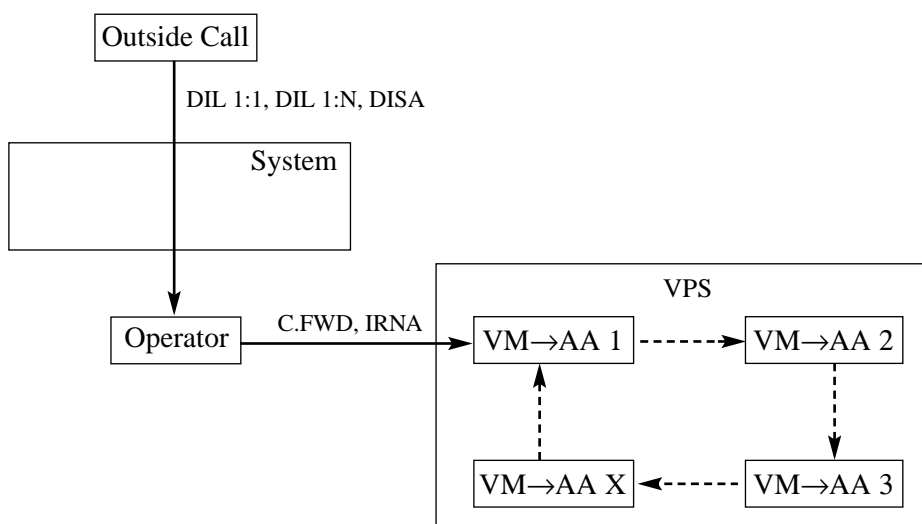 Outside Call
DIL 1:1, DIL 1:N, DISA
System
VPS
Operator
C.FWD, IRNA
VM→AA 1
VM→AA 2
VM→AA X
VM→AA 3